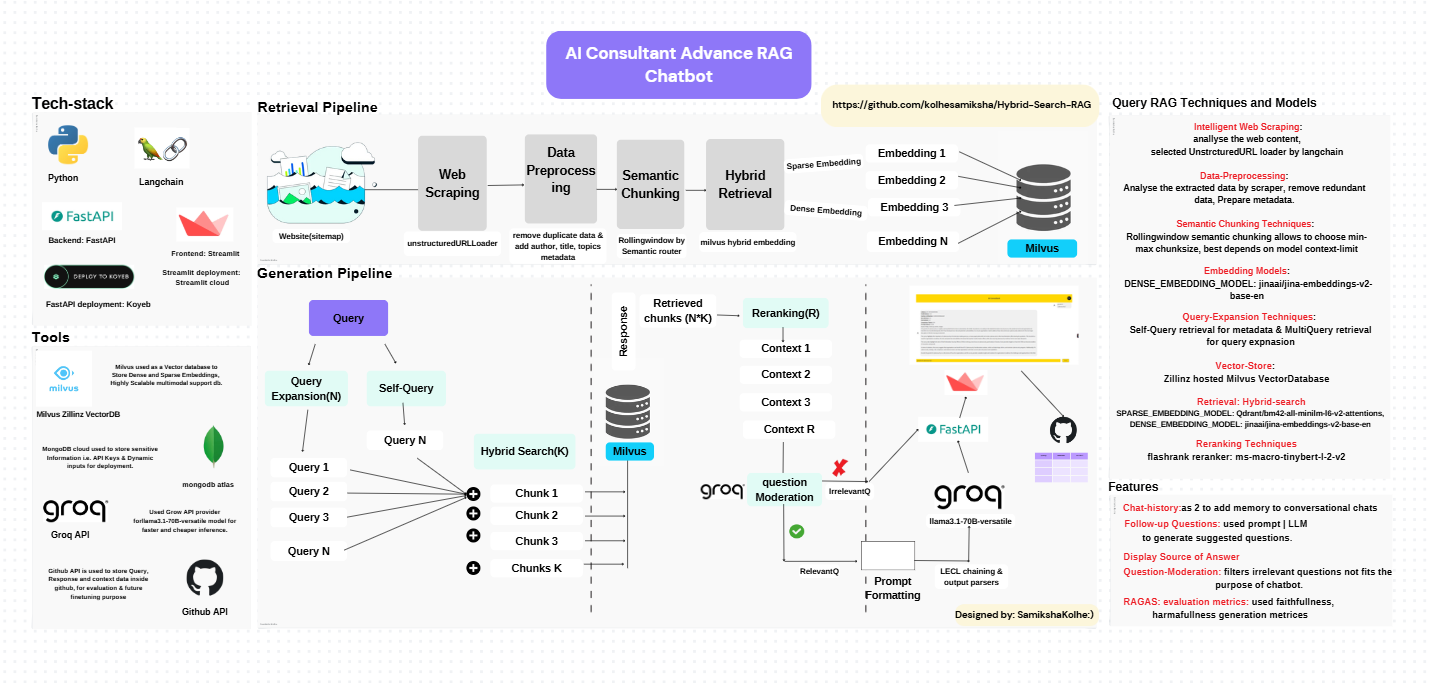 AI Consultant Advance RAG
Chatbot
https://github.com/kolhesamiksha/Hybrid-Search-RAG
Tech-stack
Python
Langchain
FastAPI
Backend: FastAPI
Frontend: Streamlit
DEPLOY TO KOYEB
Streamlit deployment:
Streamlit cloud
FastAPI deployment: Koyeb
Tools
milvus
Milvus used as a Vector database to
Store Dense and Sparse Embeddings,
Highly Scalable multimodal support db.
Milvus Zillinz VectorDB
MongoDB cloud used to store sensitive
Information i.e. API Keys & Dynamic
inputs for deployment.
mongodb atlas
groq
Groq API
Used Grow API provider
forllama3.1-70B-versatile model for
faster and cheaper inference.
Github API is used to store Query,
Response and context data inside
github, for evaluation & future
finetuning purpose
Github API
Retrieval Pipeline
Website(sitemap)
Web
Scraping
unstructuredURLLoader
Data
Preprocess
ing
remove duplicate data &
add author, title, topics
metadata
Semantic
Chunking
Rollingwindow by
Semantic router
Hybrid
Retrieval
milvus hybrid embedding
Sparse Embedding
Dense Embedding
Embedding 1
Embedding 2
Embedding 3
Embedding N
Milvus
Generation Pipeline
Query
Query
Expansion(N)
Self-Query
Query N
Query 1
Query 2
Query 3
Query N
Hybrid Search(K)
Chunk 1
Chunk 2
Chunk 3
Chunks K
Response
Milvus
Retrieved
chunks (N*K)
Reranking(R)
Context 1
Context 2
Context 3
Context R
groq
question
Moderation
IrrelevantQ
RelevantQ
Prompt
Formatting
FastAPI
groq
llama3.1-70B-versatile
LECL chaining &
output parsers
Designed by: SamikshaKolhe:)
Query RAG Techniques and Models
Intelligent Web Scraping:
anallyse the web content,
selected UnstrcturedURL loader by langchain
Data-Preprocessing:
Analyse the extracted data by scraper, remove redundant
data, Prepare metadata.
Semantic Chunking Techniques:
Rollingwindow semantic chunking allows to choose min-
max chunksize, best depends on model context-limit
Embedding Models:
DENSE_EMBEDDING_MODEL: jinaai/jina-embeddings-v2-
base-en
Query-Expansion Techniques:
Self-Query retrieval for metadata & MultiQuery retrieval
for query expnasion
Vector-Store:
Zillinz hosted Milvus VectorDatabase
Retrieval: Hybrid-search
SPARSE_EMBEDDING_MODEL: Qdrant/bm42-all-minilm-l6-v2-attentions,
DENSE_EMBEDDING_MODEL: jinaai/jina-embeddings-v2-base-en
Reranking Techniques
flashrank reranker: ms-macro-tinybert-l-2-v2
Features
Chat-history:as 2 to add memory to conversational chats
Follow-up Questions: used prompt | LLM
to generate suggested questions.
Display Source of Answer
Question-Moderation: filters irrelevant questions not fits the
purpose of chatbot.
RAGAS: evaluation metrics: used faithfullness,
harmafullness generation metrices